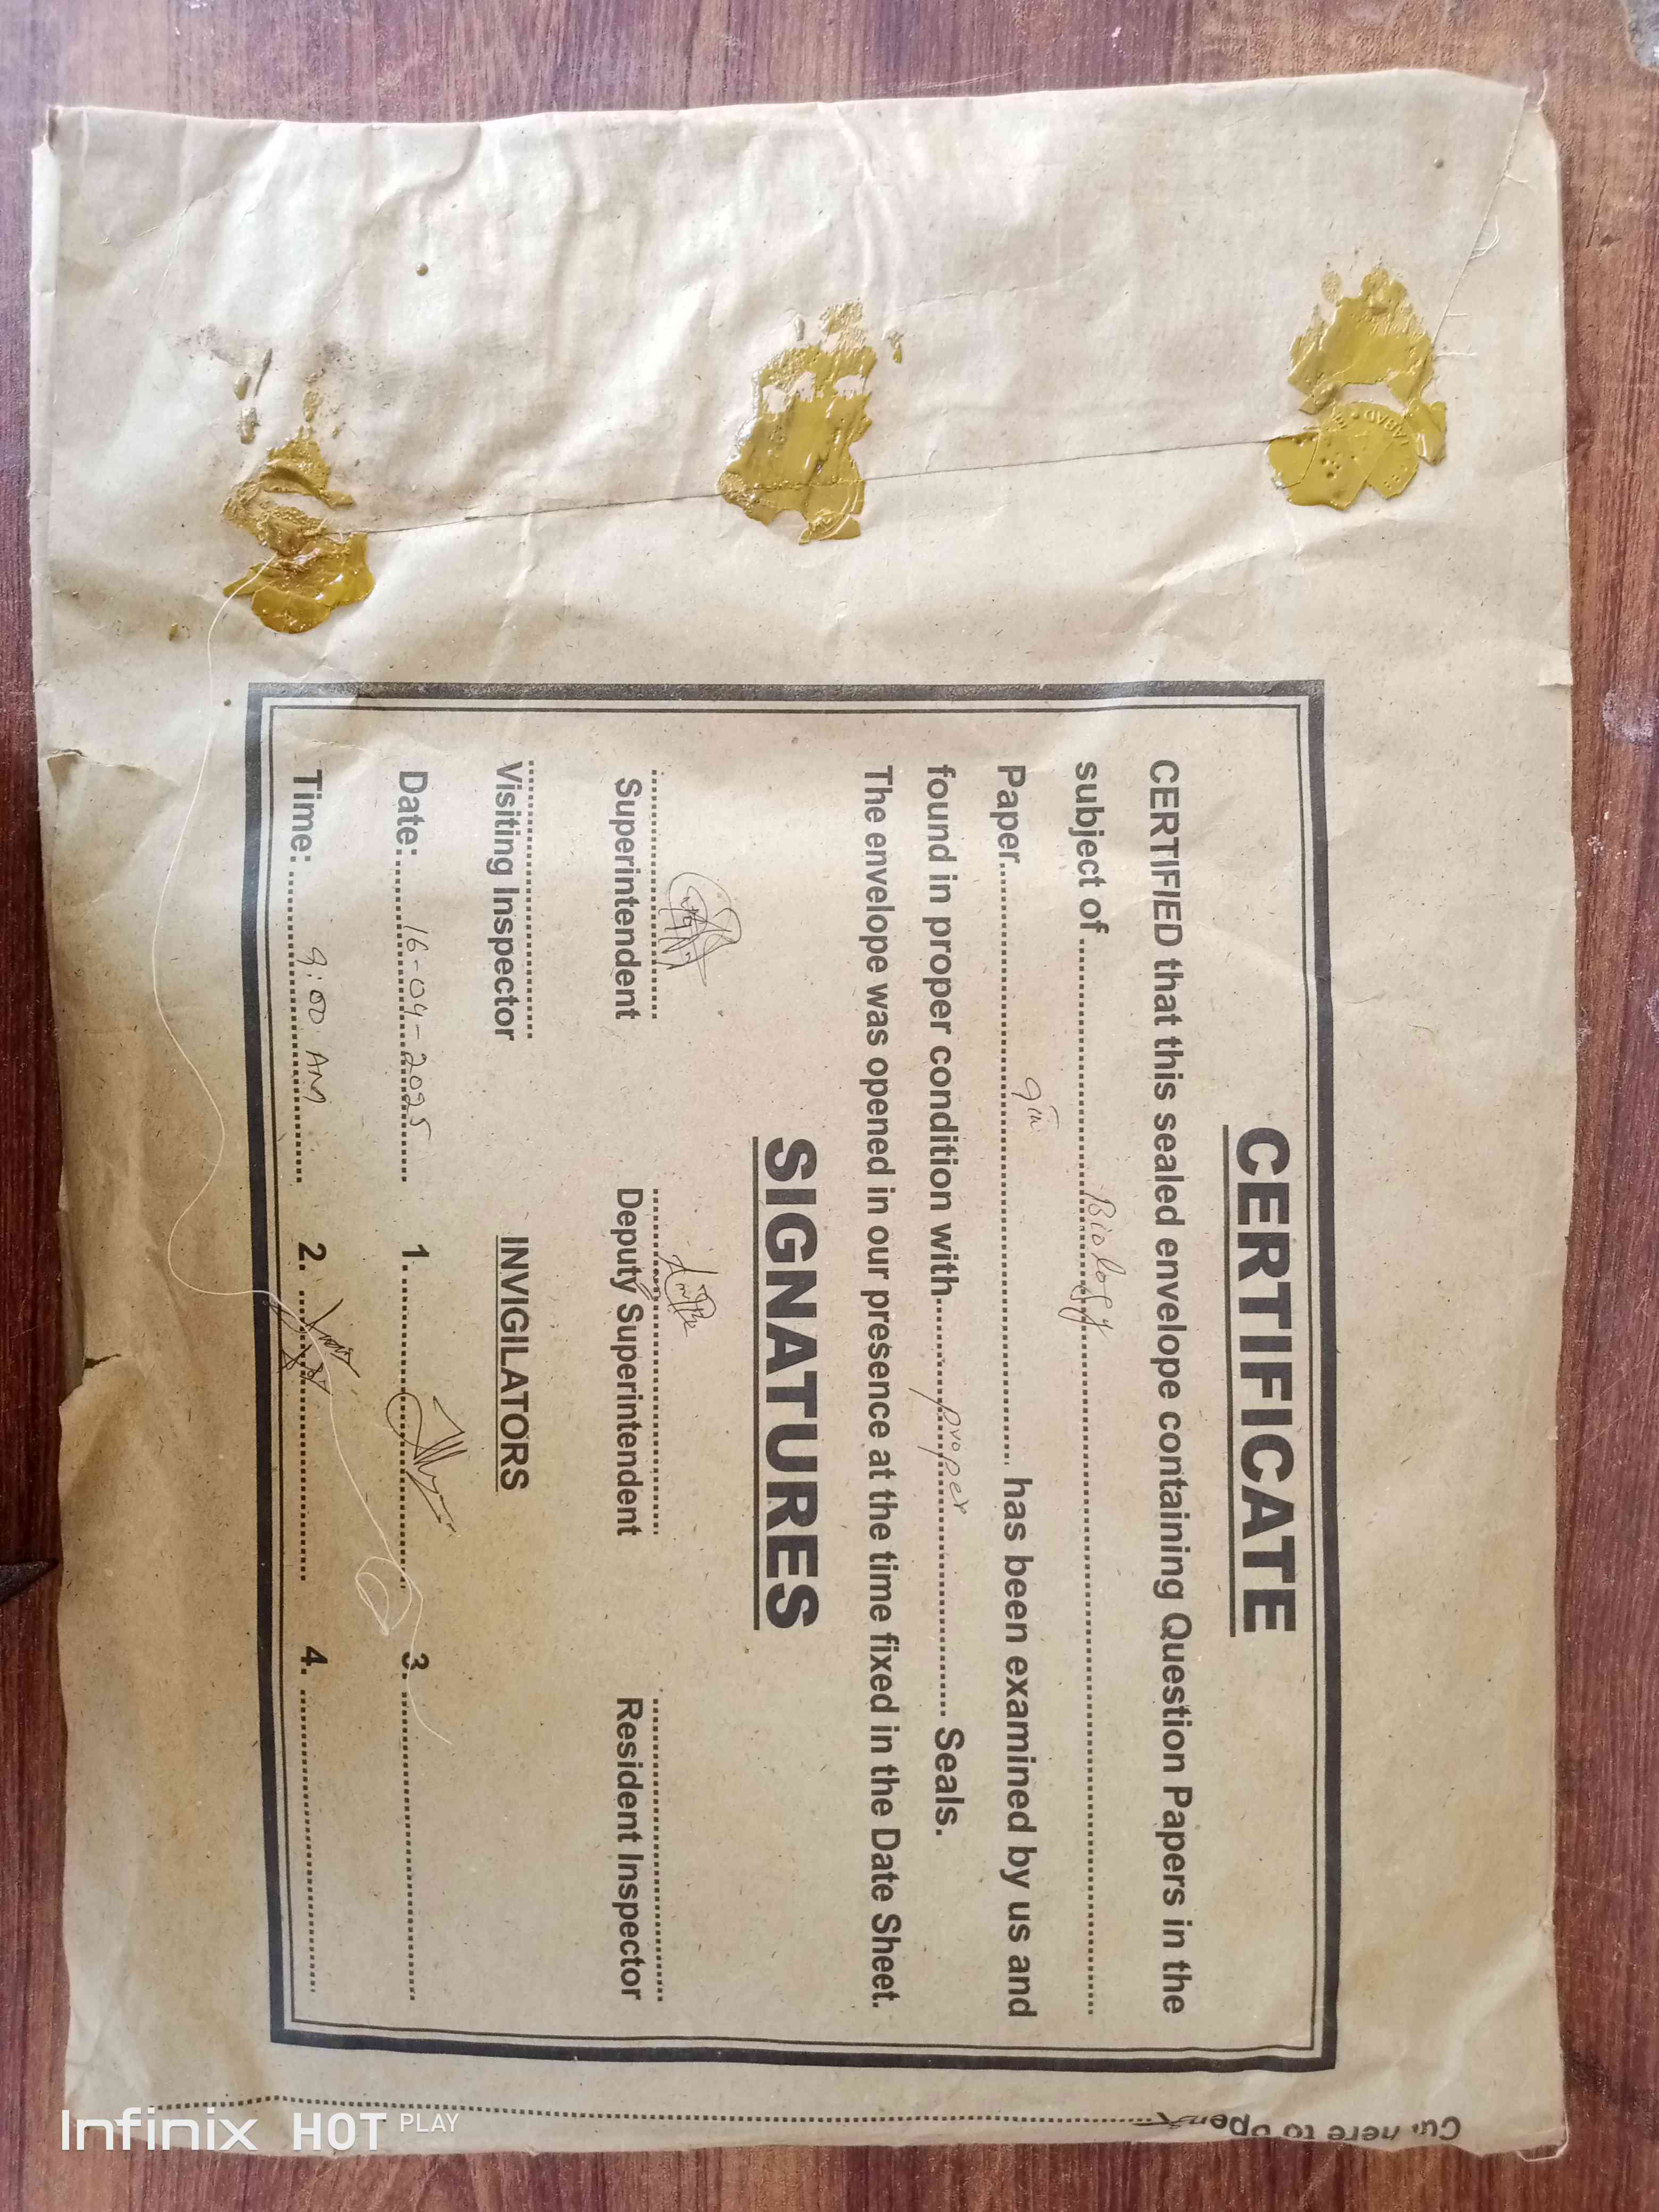 CERTIFICATE
CERTIFIED that this sealed envelope containing Question Papers in the
subject of ........ Biology ........
Paper........ 9th ........ has been examined by us and
found in proper condition with........ proper ........ Seals.
The envelope was opened in our presence at the time fixed in the Date Sheet.
SIGNATURES
Superintendent Deputy Superintendent Resident Inspector
Visiting Inspector INVIGILATORS
Date:........ 16-04-2025 1. ........ 3. ........
Time: ........ 9:00 AM 2. ........ 4. ........
Cut here to open
ABAD
Infinix HOT PLAY